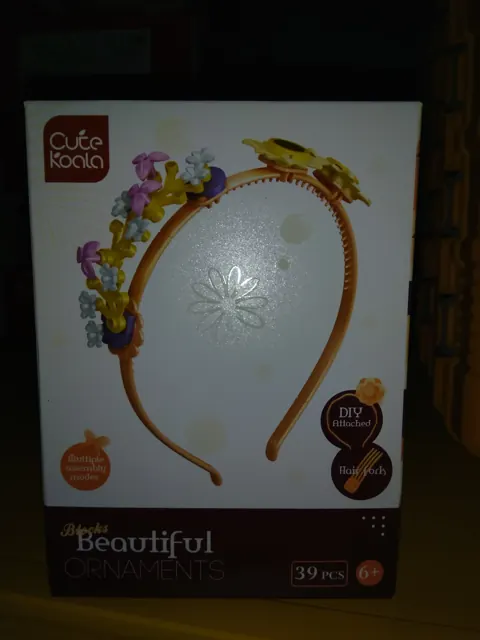 Cute
Koala
DIY
Attached
Hair Fork
Multiple
assembly
modes
Blocks
Beautiful
ORNAMENTS
39 PCS
6+